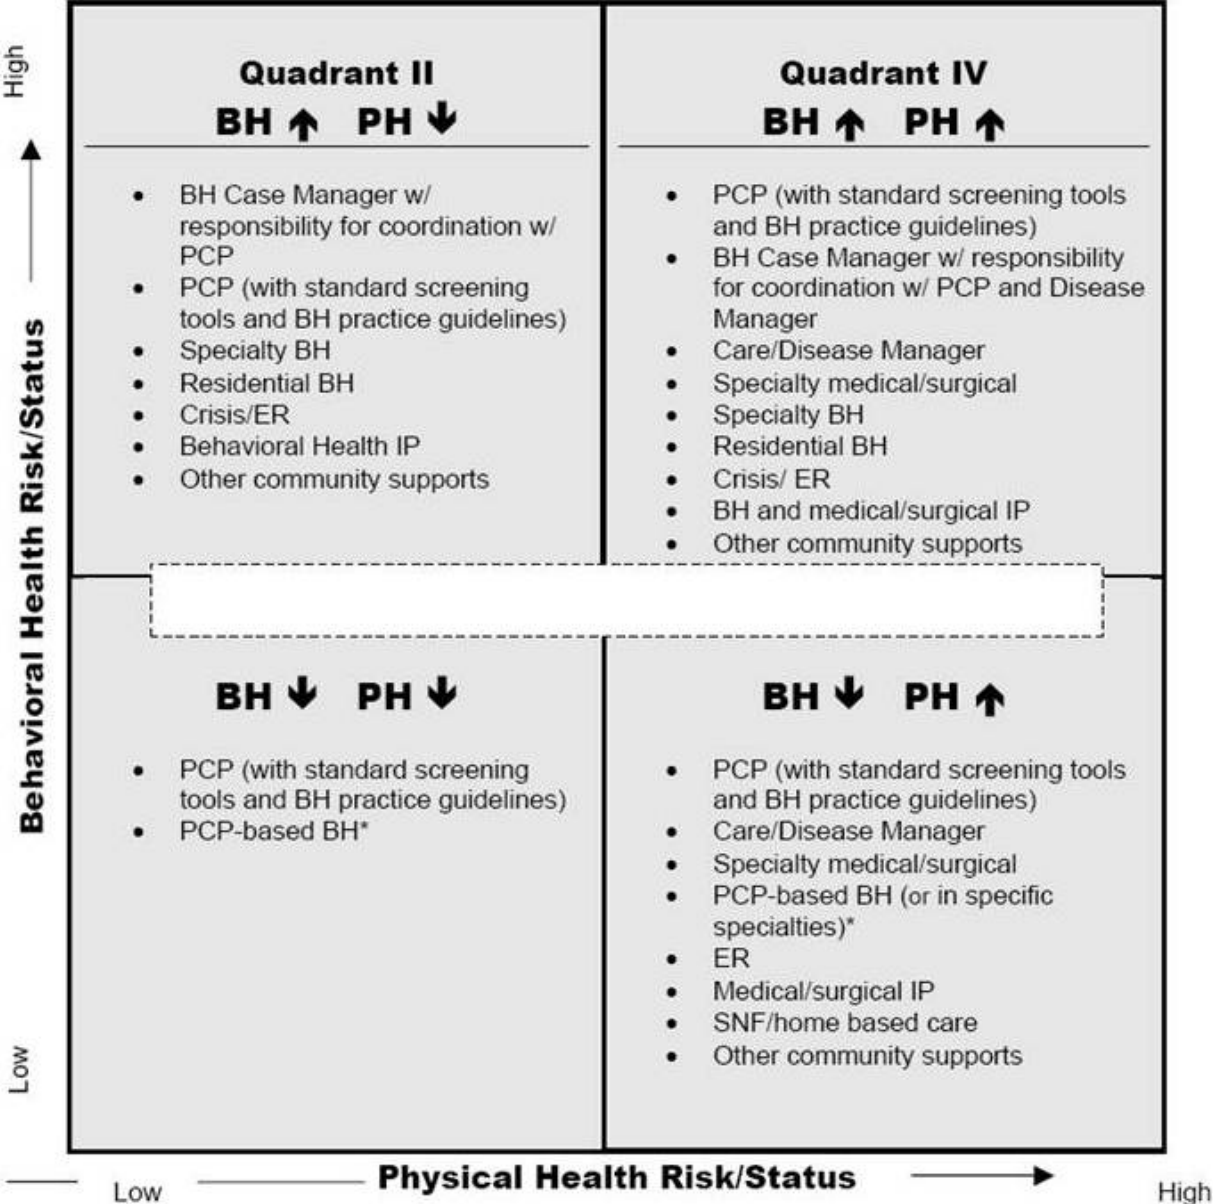 High
Behavioral Health Risk/Status
Low
Quadrant II
BH ↑ PH ↓
• BH Case Manager w/
responsibility for coordination w/
PCP
• PCP (with standard screening
tools and BH practice guidelines)
• Specialty BH
• Residential BH
• Crisis/ER
• Behavioral Health IP
• Other community supports
Quadrant IV
BH ↑ PH ↑
• PCP (with standard screening tools
and BH practice guidelines)
• BH Case Manager w/ responsibility
for coordination w/ PCP and Disease
Manager
• Care/Disease Manager
• Specialty medical/surgical
• Specialty BH
• Residential BH
• Crisis/ ER
• BH and medical/surgical IP
• Other community supports
BH ↓ PH ↓
• PCP (with standard screening
tools and BH practice guidelines)
• PCP-based BH*
BH ↓ PH ↑
• PCP (with standard screening tools
and BH practice guidelines)
• Care/Disease Manager
• Specialty medical/surgical
• PCP-based BH (or in specific
specialties)*
• ER
• Medical/surgical IP
• SNF/home based care
• Other community supports
Physical Health Risk/Status
Low
High